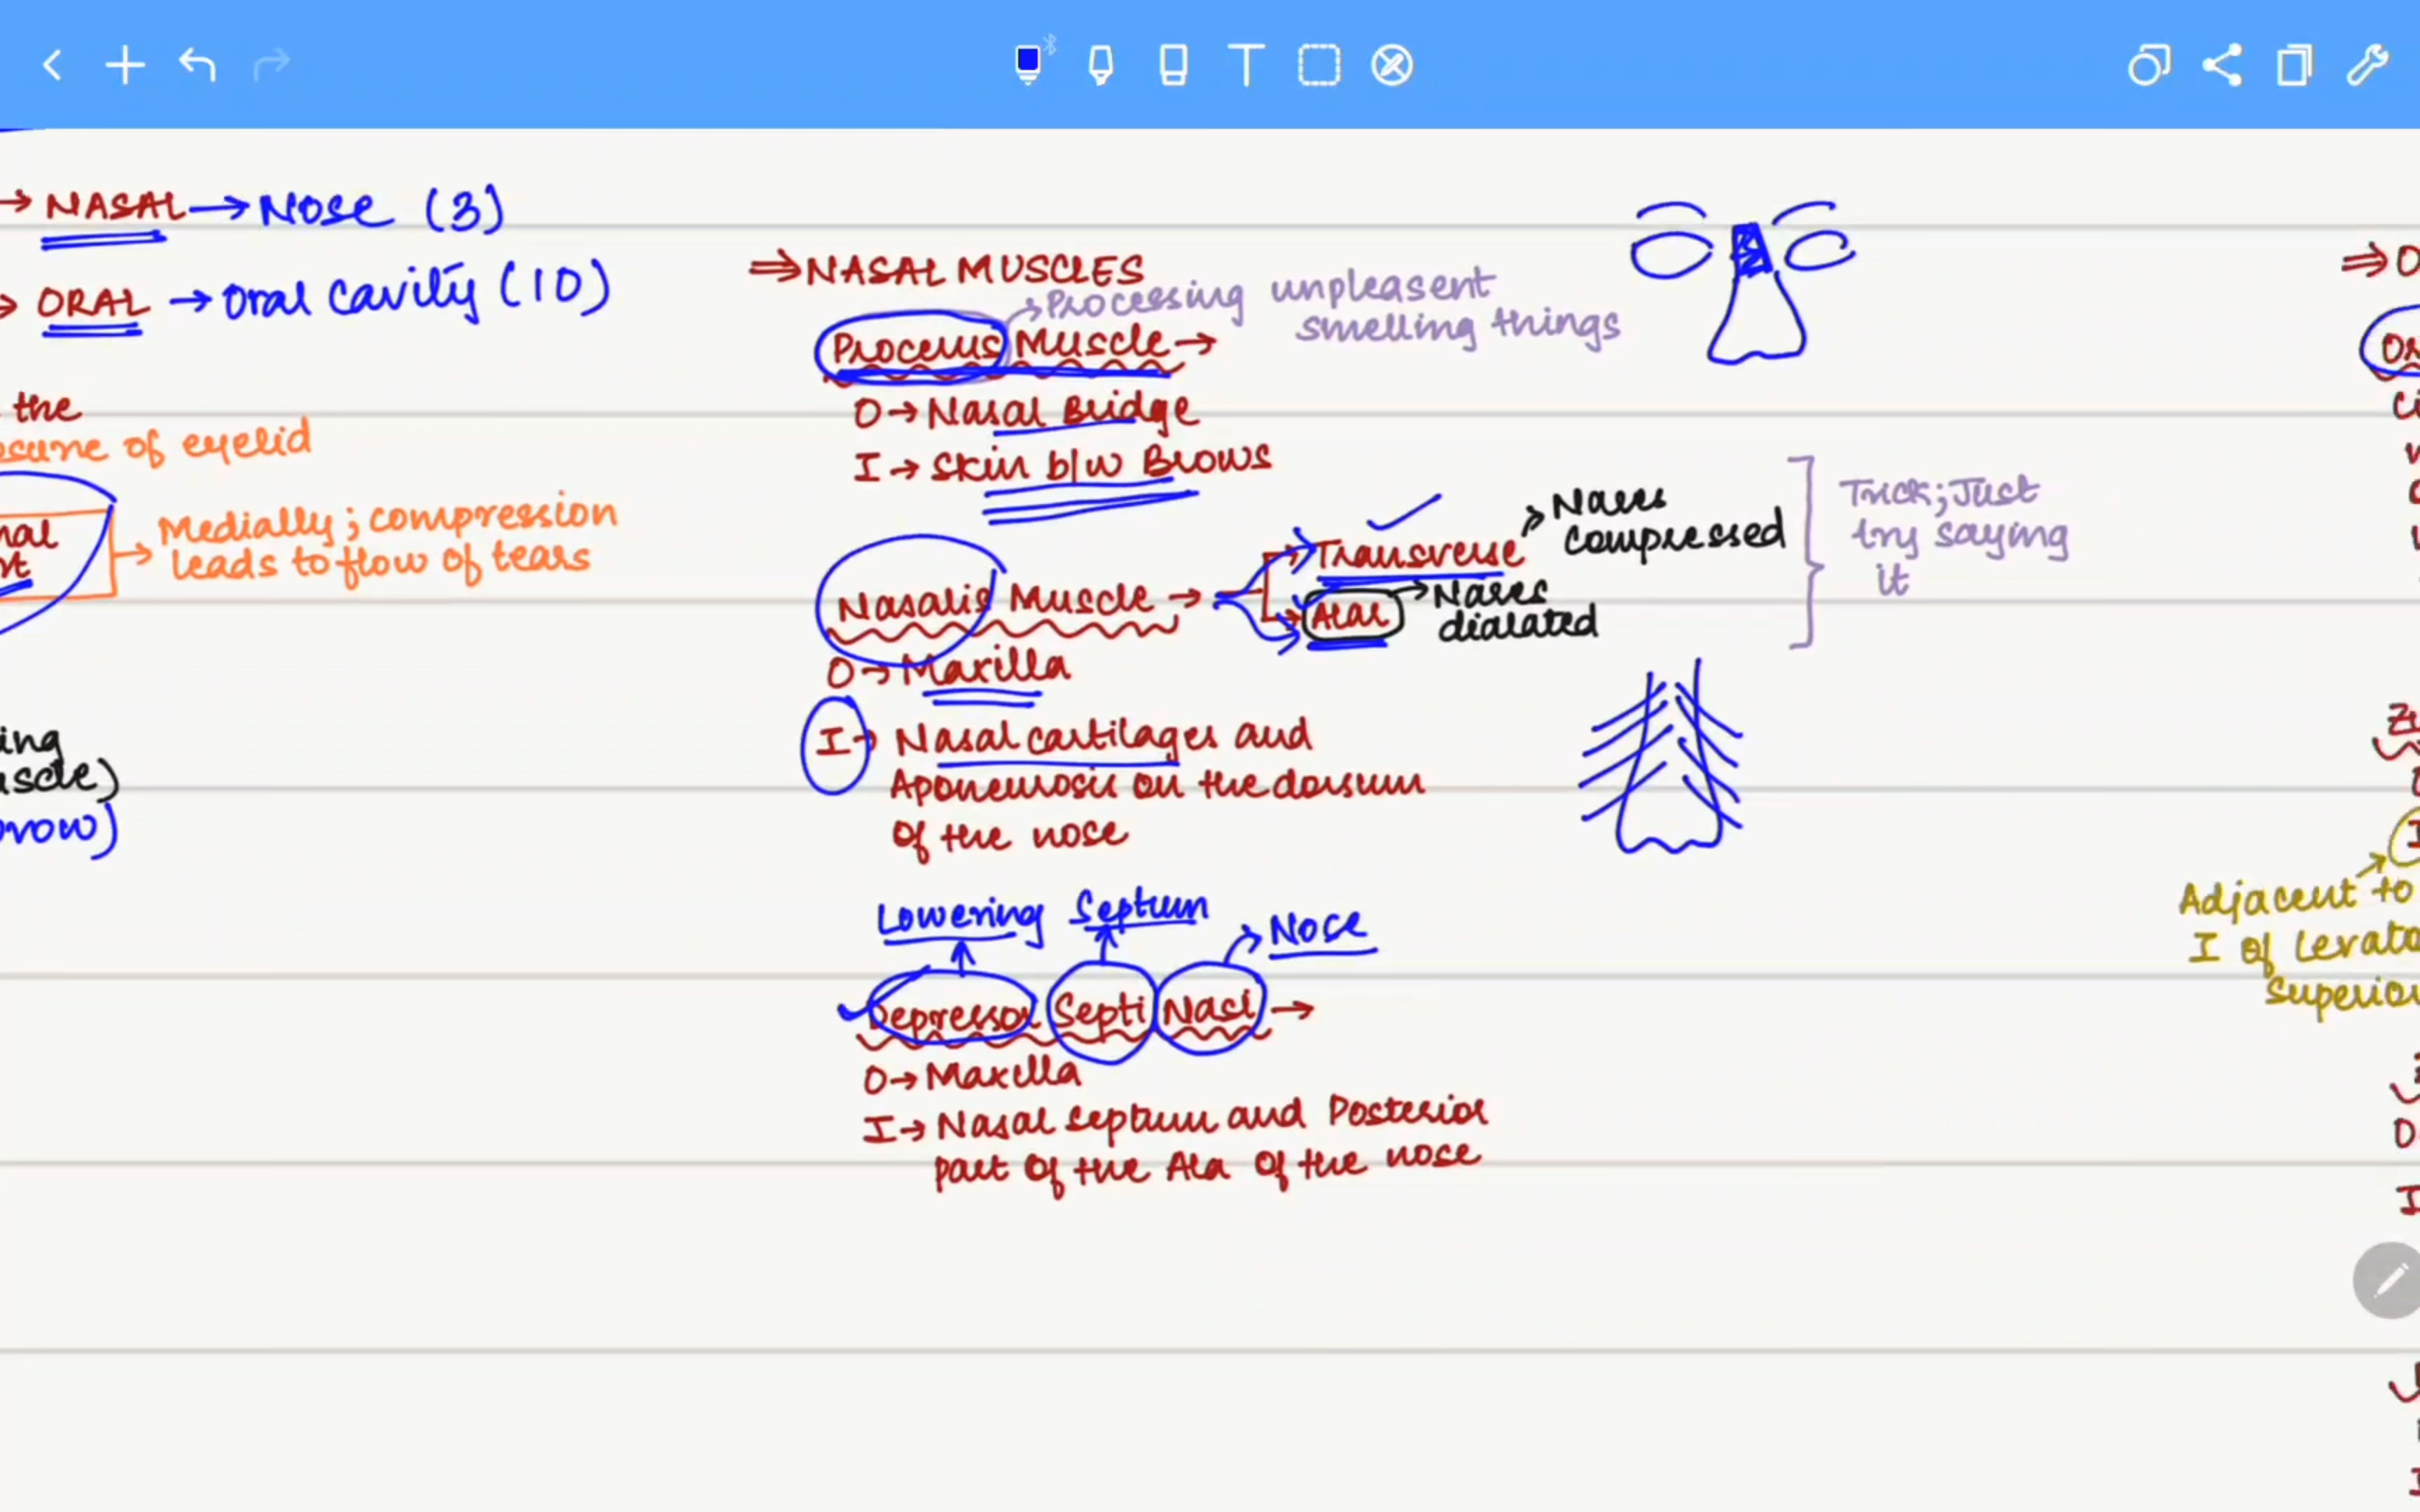 → NASAL → Nose (3)
→ ORAL → Oral cavity (10)
the
of eyelid
Medially; compression
leads to flow of tears
⇒ NASAL MUSCLES
Procerus Muscle →
→ Processing unpleasent
smelling things
O → Nasal Bridge
I → Skin b/w Brows
Nasalis Muscle →
→ Transverse → Nares
compressed
→ Alar → Nares
dialated
Trick; Just
try saying
it
O → Maxilla
I → Nasal cartilages and
Aponeurosis on the dorsum
of the nose
Lowering Septum → Nose
Depressor Septi Nasi →
O → Maxilla
I → Nasal septum and Posterior
part of the Ala of the nose
Adjacent to
I of